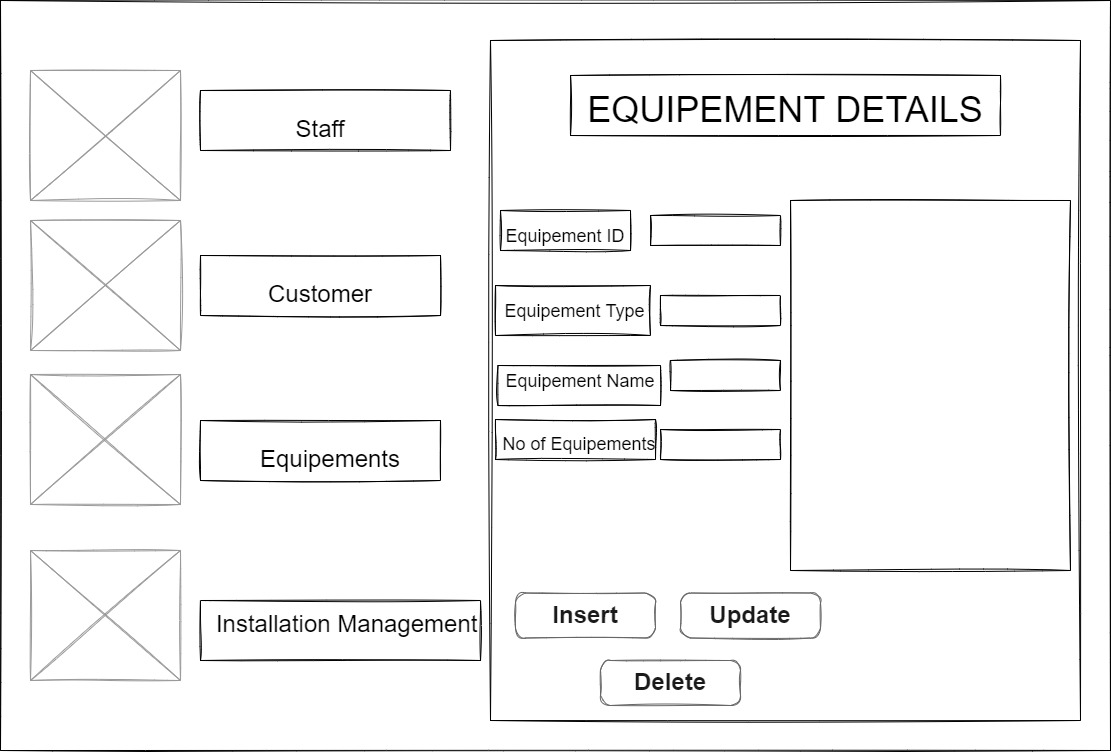 Staff
Customer
Equipements
Installation Management
EQUIPEMENT DETAILS
Equipement ID
Equipement Type
Equipement Name
No of Equipements
Insert
Update
Delete